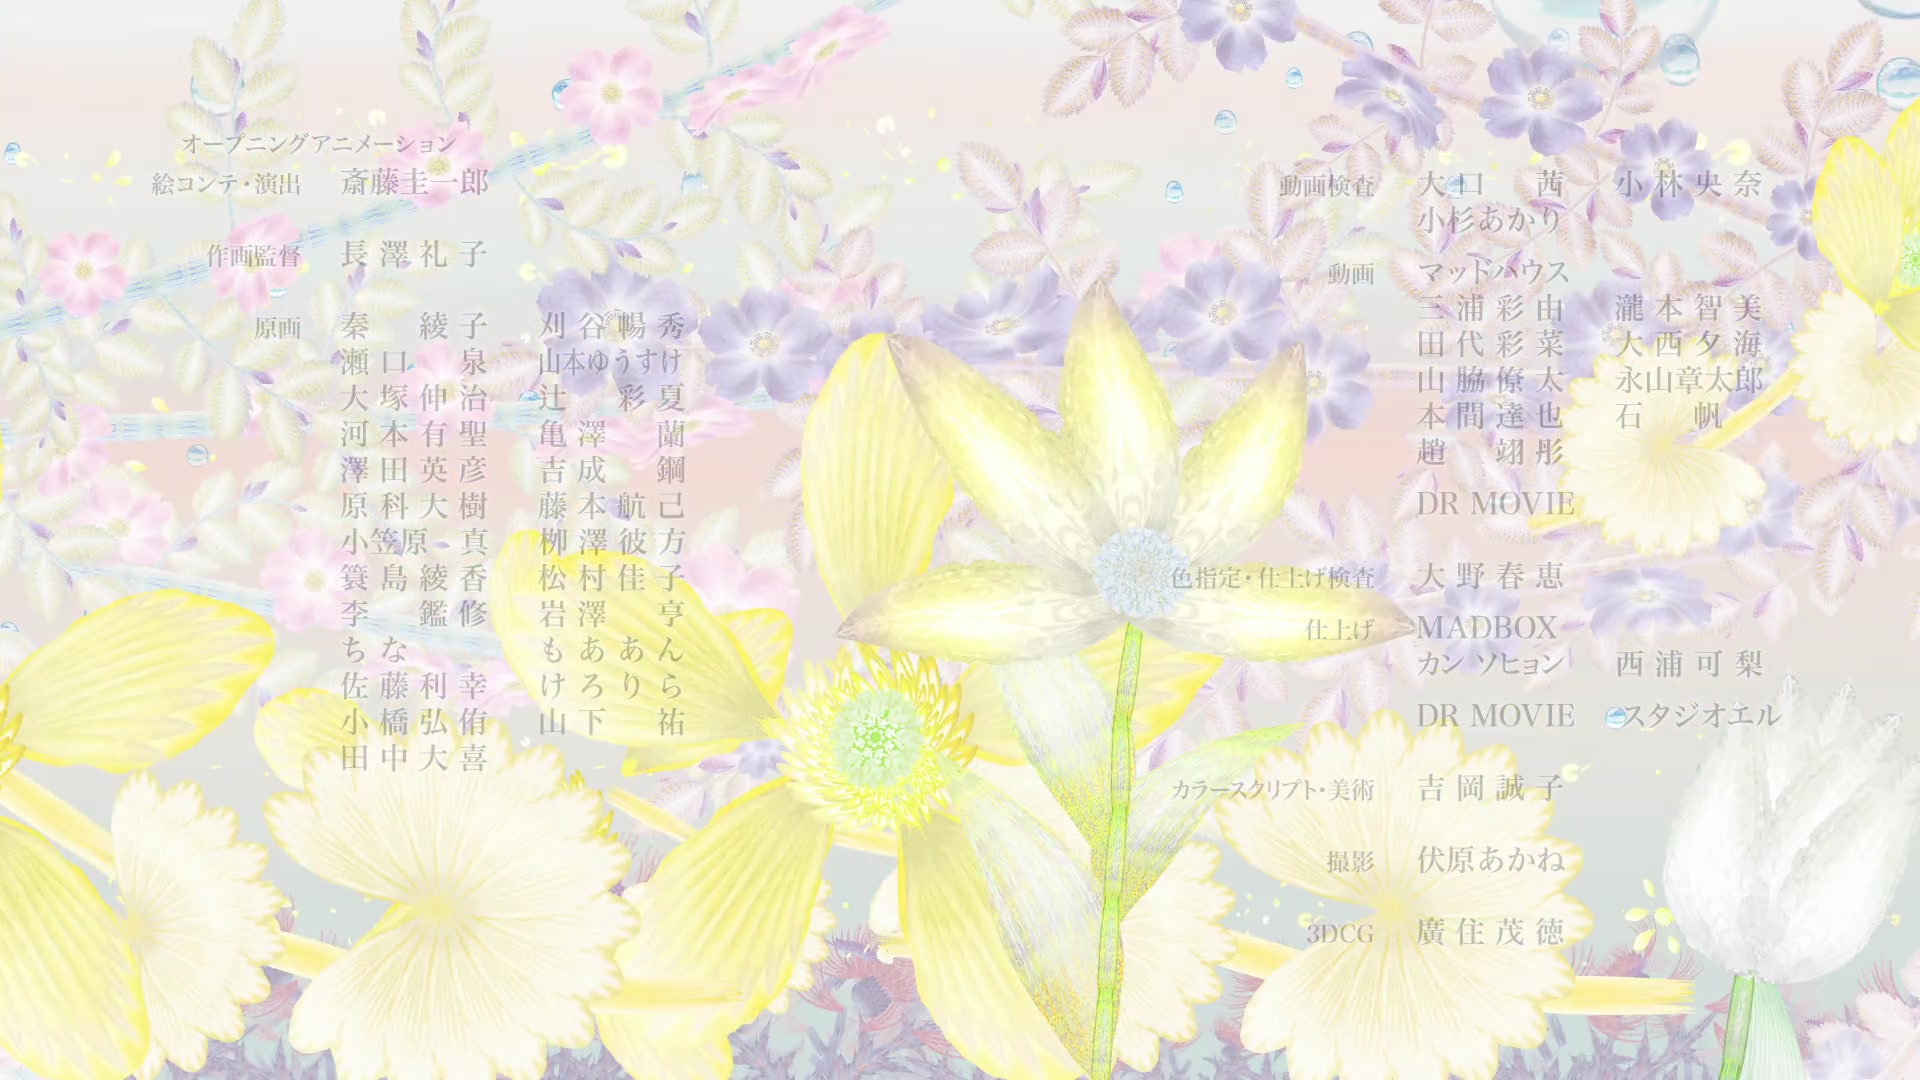 オープニングアニメーション
絵コンテ・演出 斎藤圭一郎
作画監督 長澤礼子
原画 秦綾子 刈谷暢秀
瀬口泉 山本ゆうすけ
大塚伸治 辻彩夏
河本有聖 亀澤蘭
澤田英彦 吉成鋼
原科大樹 藤本航己
小笠原真 栁澤彼方
簑島綾香 松村佳子
李鑑修 岩澤亨
ちな もああん
佐藤利幸 けろりら
小橋弘侑 山下祐
田中大喜
動画検査 大口茜 小林央奈
小杉あかり
動画 マッドハウス
三浦彩由 瀧本智美
田代彩菜 大西夕海
山脇僚太 永山章太郎
本間達也 石帆
趙翊彤
DR MOVIE
色指定・仕上げ検査 大野春恵
仕上げ MADBOX
カン ソヒョン 西浦可梨
DR MOVIE スタジオエル
カラースクリプト・美術 吉岡誠子
撮影 伏原あかね
3DCG 廣住茂徳